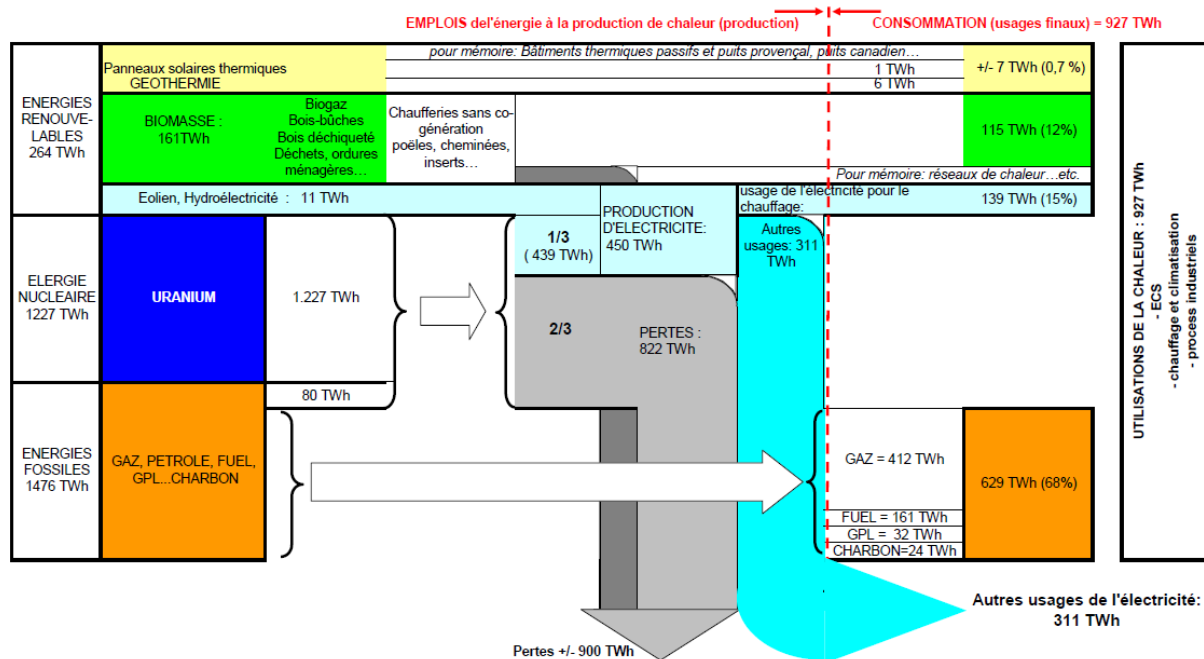 EMPLOIS del'énergie à la production de chaleur (production)
CONSOMMATION (usages finaux) = 927 TWh
pour mémoire: Bâtiments thermiques passifs et puits provençal, puits canadien…
Panneaux solaires thermiques
GEOTHERMIE
1 TWh
6 TWh
+/- 7 TWh (0,7 %)
ENERGIES
RENOUVE-
LABLES
264 TWh
BIOMASSE :
161TWh
Biogaz
Bois-bûches
Bois déchiqueté
Déchets, ordures
ménagères…
Chaufferies sans co-
génération
poëles, cheminées,
inserts…
115 TWh (12%)
Pour mémoire: réseaux de chaleur…etc.
Eolien, Hydroélectricité : 11 TWh
usage de l'électricité pour le
chauffage:
139 TWh (15%)
PRODUCTION
D'ELECTRICITE:
450 TWh
1/3
( 439 TWh)
Autres
usages: 311
TWh
ELERGIE
NUCLEAIRE
1227 TWh
URANIUM
1.227 TWh
2/3
PERTES :
822 TWh
80 TWh
ENERGIES
FOSSILES
1476 TWh
GAZ, PETROLE, FUEL,
GPL...CHARBON
GAZ = 412 TWh
FUEL = 161 TWh
GPL = 32 TWh
CHARBON=24 TWh
629 TWh (68%)
UTILISATIONS DE LA CHALEUR : 927 TWh
- ECS
- chauffage et climatisation
- process industriels
Autres usages de l'électricité:
311 TWh
Pertes +/- 900 TWh